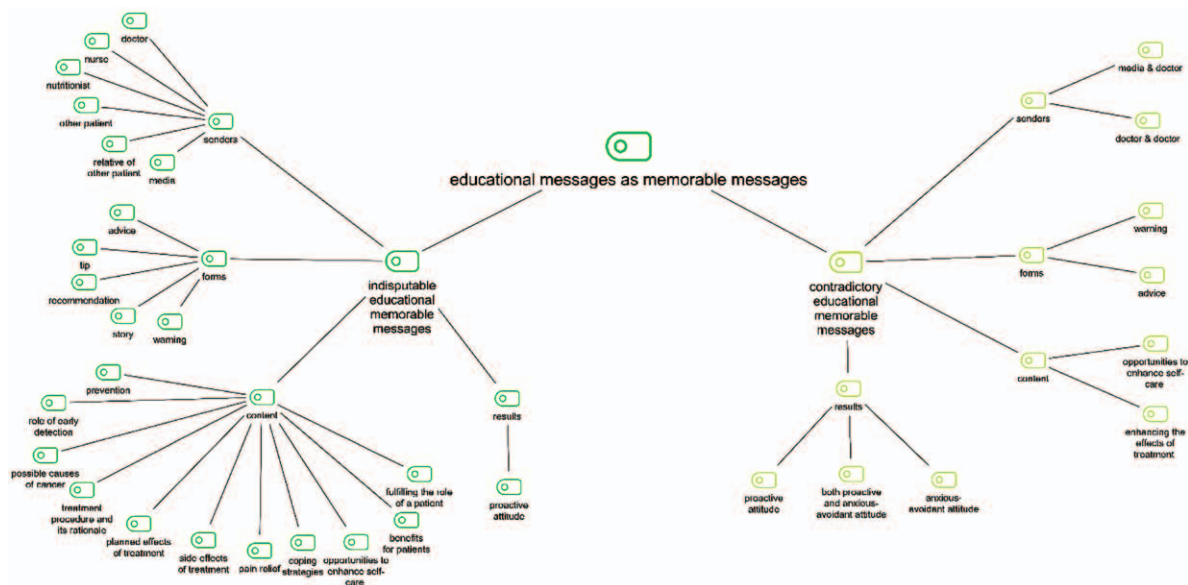 educational messages as memorable messages
indisputable
educational
memorable
messages
senders
doctor
nurse
nutritionist
other patient
relative of
other patient
media
forms
advice
tip
recommendation
story
warning
content
prevention
role of early
detection
possible causes
of cancer
treatment
procedure and
its rationale
planned effects
of treatment
side effects
of treatment
pain relief
coping
strategies
opportunities to
enhance self-
care
benefits
for patients
fulfilling the role
of a patient
results
proactive
attitude
contradictory
educational
memorable
messages
senders
media & doctor
doctor & doctor
forms
warning
advice
content
opportunities to
enhance self-
care
enhancing the
effects of
treatment
results
proactive
attitude
both proactive
and anxious-
avoidant attitude
anxious-
avoidant attitude